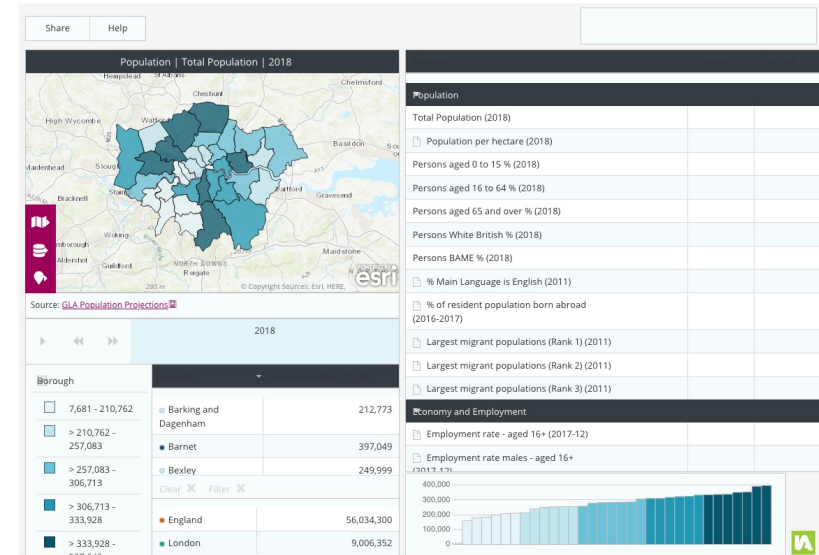 Share Help
Population | Total Population | 2018
Hempstead St Albans
Chelmsford
Cheshunt
High Wycombe
Watford
M25
Basildon
Maidenhead
Sloug
A13
Dartford
Gravesend
Stain
Bracknell
Woking
Aldershot
Guildford
NORTH DOWNS
Reigate
Maidstone
295 m
© Copyright Sources: Esri, HERE,
esri
Source: GLA Population Projections
2018
Borough
7,681 - 210,762
> 210,762 -
257,083
> 257,083 -
306,713
> 306,713 -
333,928
> 333,928 -
Barking and
Dagenham
212,773
Barnet 397,049
Bexley 249,999
Clear Filter
England 56,034,300
London 9,006,352
Population
Total Population (2018)
Population per hectare (2018)
Persons aged 0 to 15 % (2018)
Persons aged 16 to 64 % (2018)
Persons aged 65 and over % (2018)
Persons White British % (2018)
Persons BAME % (2018)
% Main Language is English (2011)
% of resident population born abroad
(2016-2017)
Largest migrant populations (Rank 1) (2011)
Largest migrant populations (Rank 2) (2011)
Largest migrant populations (Rank 3) (2011)
Economy and Employment
Employment rate - aged 16+ (2017-12)
Employment rate males - aged 16+
(2017-12)
400,000
300,000
200,000
100,000
0